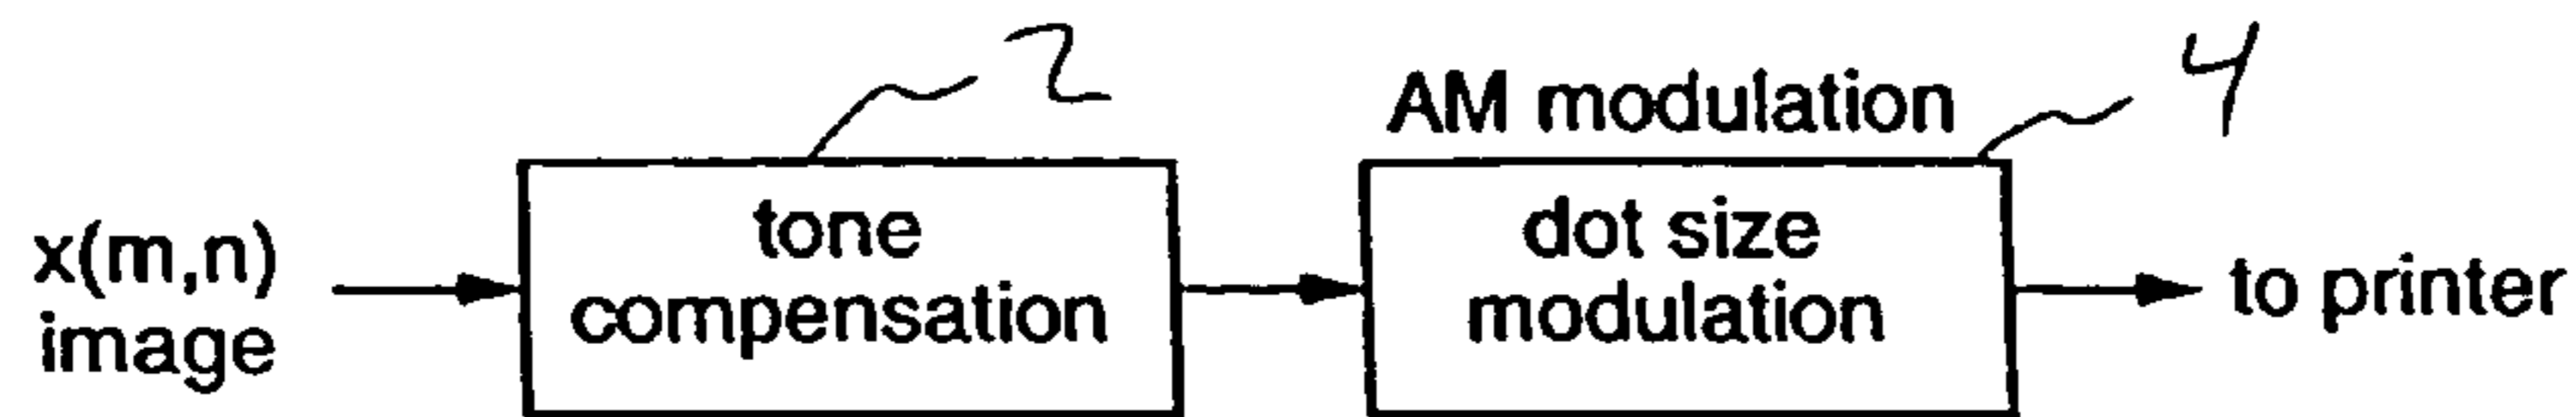 2
4
AM modulation
x(m,n)
image
tone
compensation
dot size
modulation
to printer